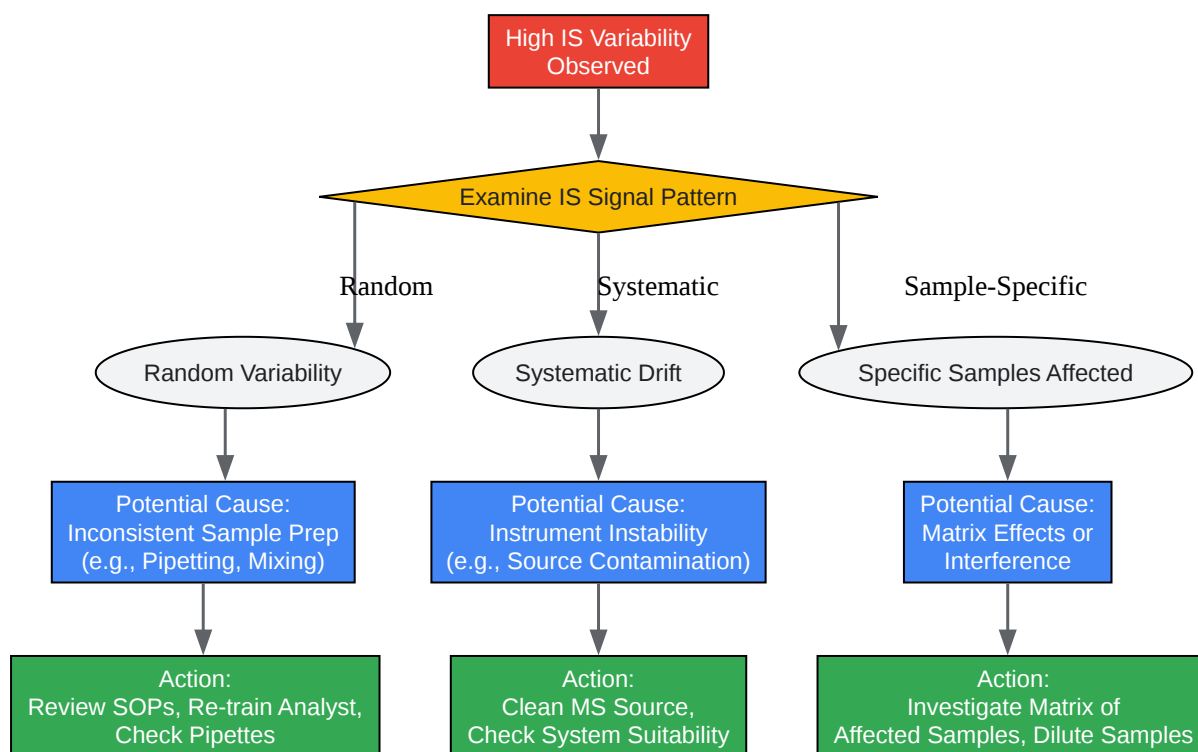 High IS Variability
Observed
Examine IS Signal Pattern
Random
Systematic
Sample-Specific
Random Variability
Systematic Drift
Specific Samples Affected
Potential Cause:
Inconsistent Sample Prep
(e.g., Pipetting, Mixing)
Potential Cause:
Instrument Instability
(e.g., Source Contamination)
Potential Cause:
Matrix Effects or
Interference
Action:
Review SOPs, Re-train Analyst,
Check Pipettes
Action:
Clean MS Source,
Check System Suitability
Action:
Investigate Matrix of
Affected Samples, Dilute Samples